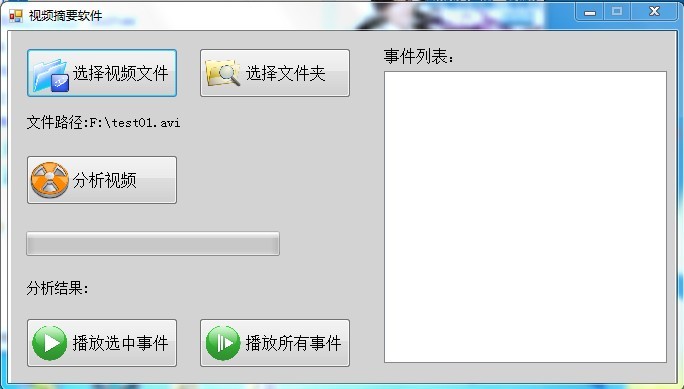 视频摘要软件
选择视频文件
选择文件夹
事件列表：
文件路径:F:\test01.avi
分析视频
分析结果:
播放选中事件
播放所有事件